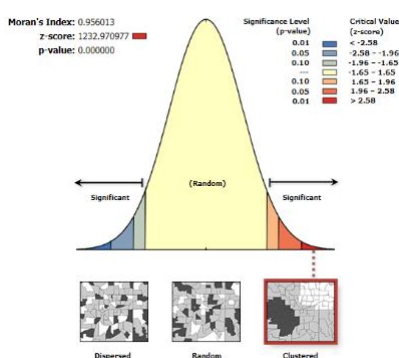 Moran's Index: 0.956013
z-score: 1232.970977
p-value: 0.000000
Significance Level
(p-value)
Critical Value
(z-score)
0.01 < -2.58
0.05 -2.58 – -1.96
0.10 -1.96 – -1.65
... -1.65 – 1.65
0.10 1.65 – 1.96
0.05 1.96 – 2.58
0.01 > 2.58
Significant
(Random)
Significant
Dispersed
Random
Clustered